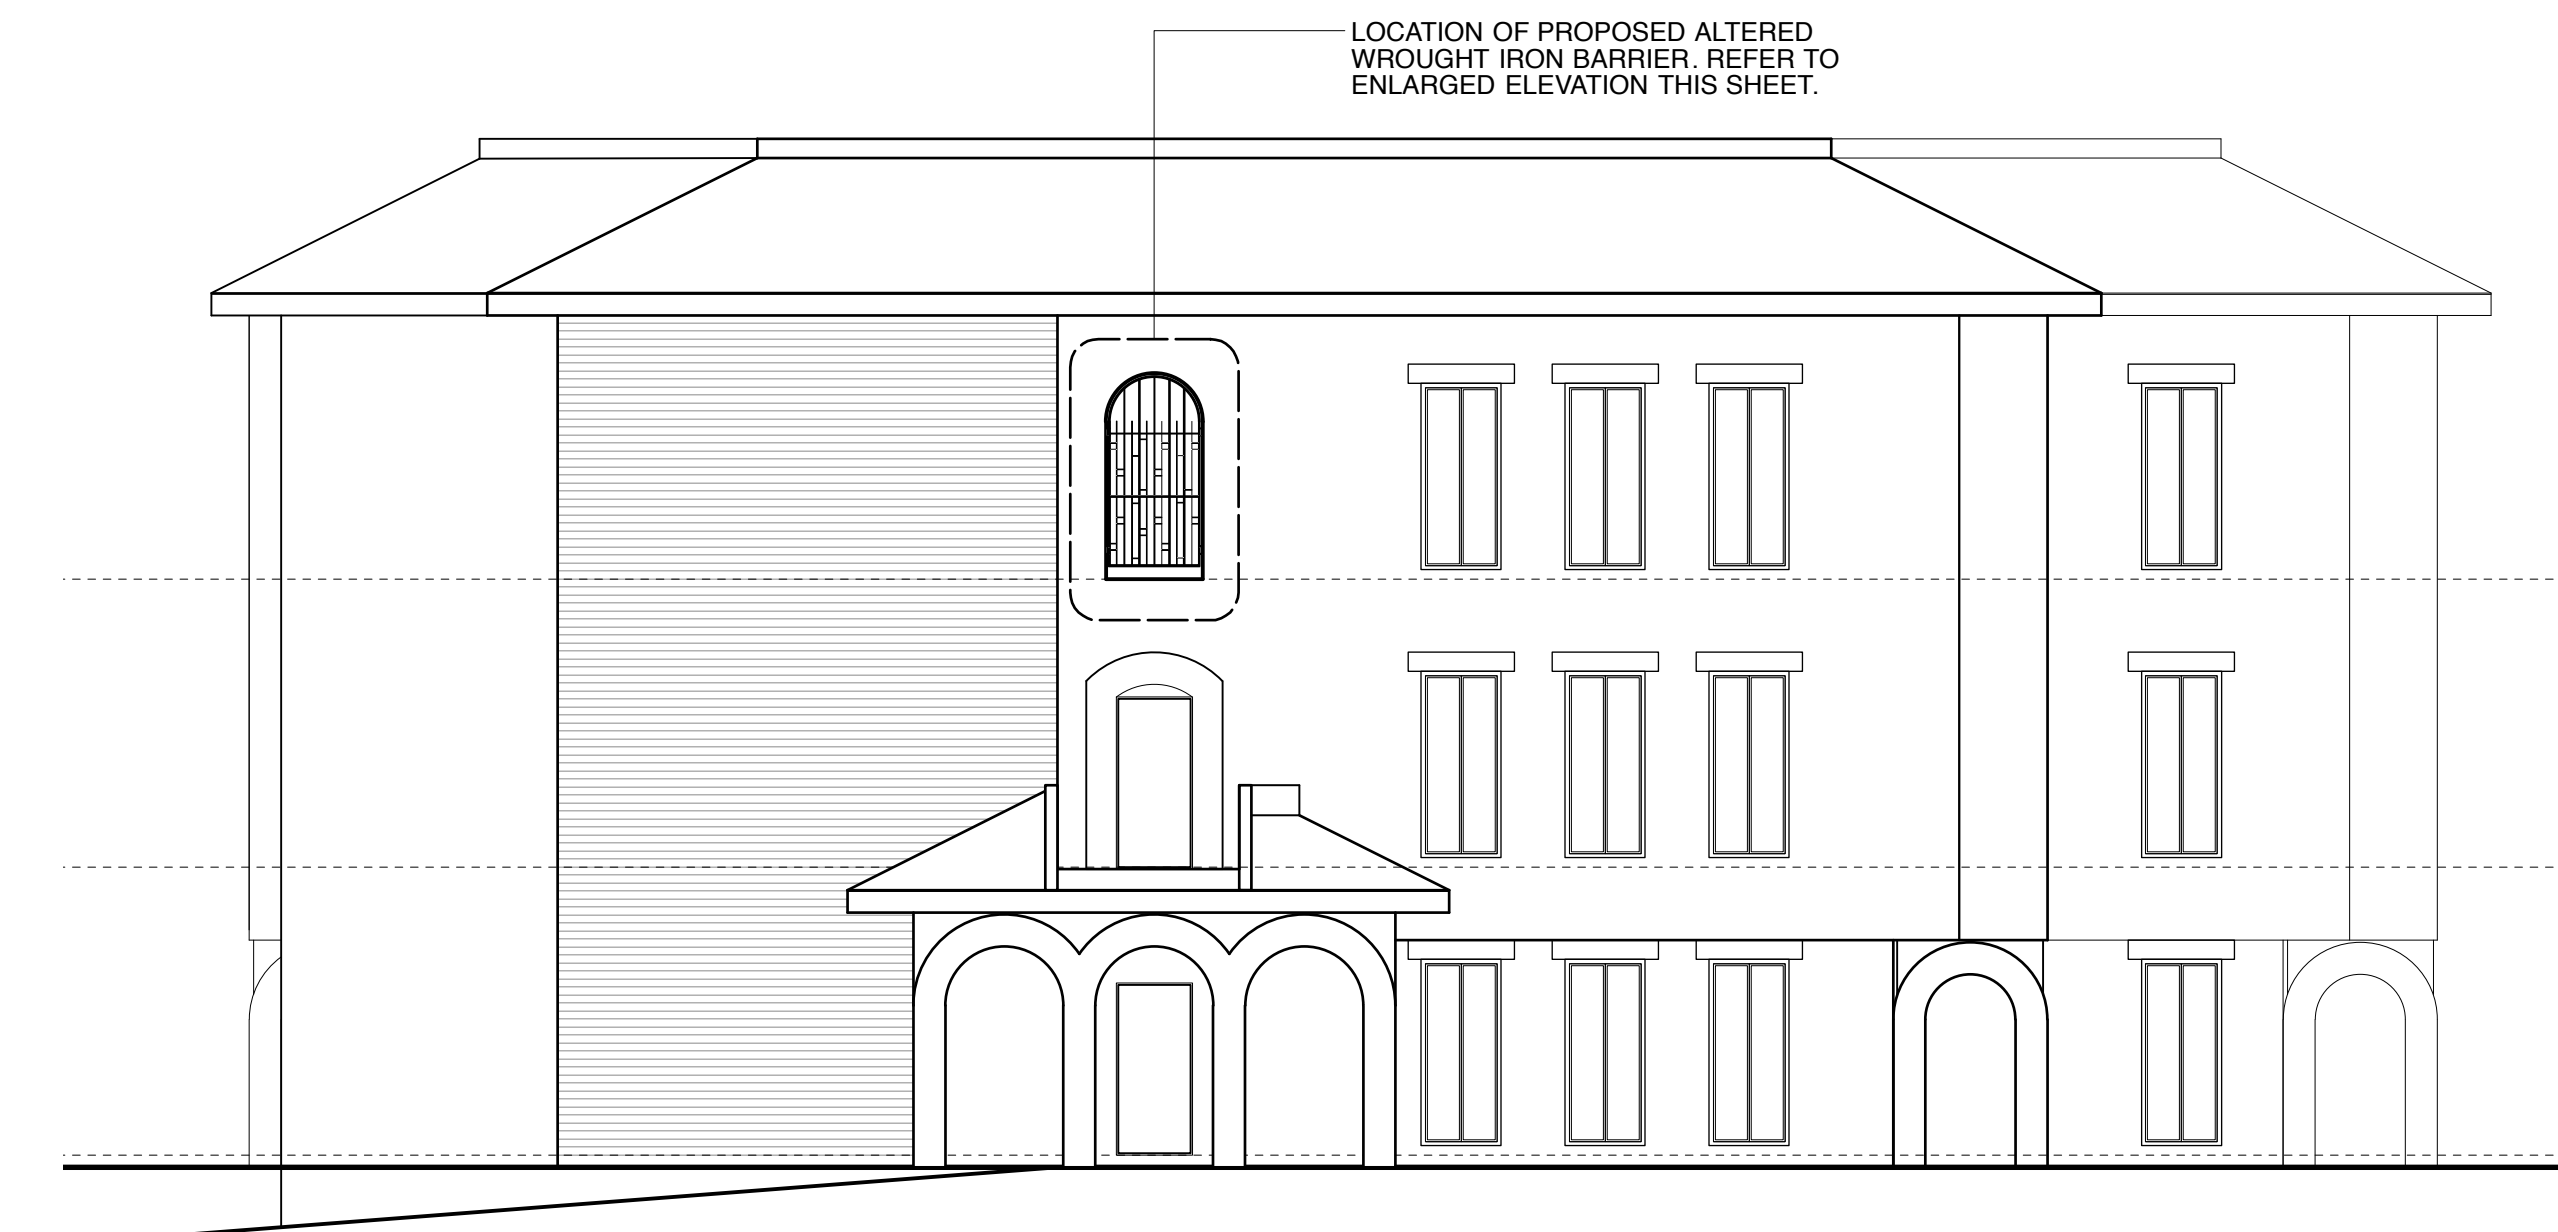 LOCATION OF PROPOSED ALTERED
WROUGHT IRON BARRIER. REFER TO
ENLARGED ELEVATION THIS SHEET.